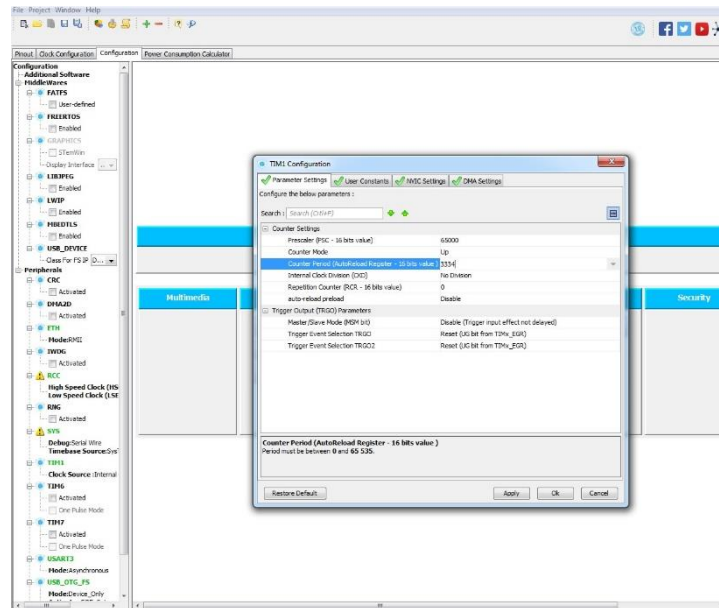 File Project Window Help
Pinout Clock Configuration Configuration Power Consumption Calculator
Configuration
Additional Software
MiddleWares
FATFS
User-defined
FREERTOS
Enabled
GRAPHICS
STemWin
Display Interface
LIBJPEG
Enabled
LWIP
Enabled
MBEDTLS
Enabled
USB_DEVICE
Class For FS IP D...
Peripherals
CRC
Activated
DMA2D
Activated
ETH
Mode:RMII
IWDG
Activated
RCC
High Speed Clock (HS
Low Speed Clock (LSE
RNG
Activated
SYS
Debug:Serial Wire
Timebase Source:Sys
TIM1
Clock Source :Internal
TIM6
Activated
One Pulse Mode
TIM7
Activated
One Pulse Mode
USART3
Mode:Asynchronous
USB_OTG_FS
Mode:Device_Only
Multimedia
Security
TIM1 Configuration
Parameter Settings User Constants NVIC Settings DMA Settings
Configure the below parameters :
Search : Search (Ctrl+F)
Counter Settings
Prescaler (PSC - 16 bits value) 65000
Counter Mode Up
Counter Period (AutoReload Register - 16 bits value ) 3334
Internal Clock Division (CKD) No Division
Repetition Counter (RCR - 16 bits value) 0
auto-reload preload Disable
Trigger Output (TRGO) Parameters
Master/Slave Mode (MSM bit) Disable (Trigger input effect not delayed)
Trigger Event Selection TRGO Reset (UG bit from TIMx_EGR)
Trigger Event Selection TRGO2 Reset (UG bit from TIMx_EGR)
Counter Period (AutoReload Register - 16 bits value )
Period must be between 0 and 65 535.
Restore Default Apply Ok Cancel